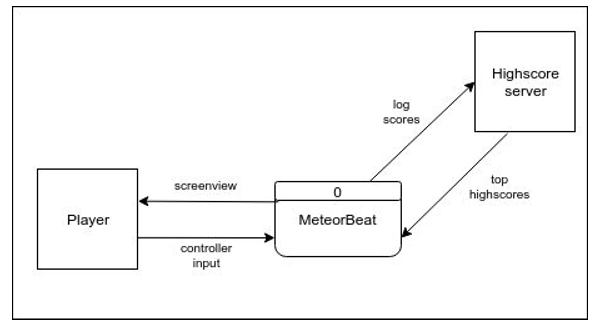 Highscore
server
log
scores
top
highscores
screenview
0
MeteorBeat
Player
controller
input